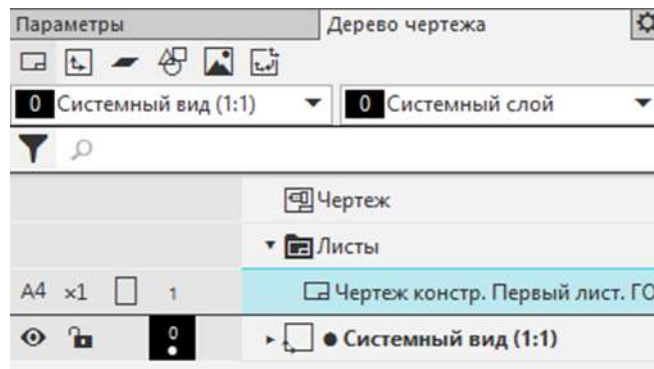 Параметры Дерево чертежа
0 Системный вид (1:1) 0 Системный слой
Чертеж
Листы
A4 ×1 1 Чертеж констр. Первый лист. ГО
0 Системный вид (1:1)